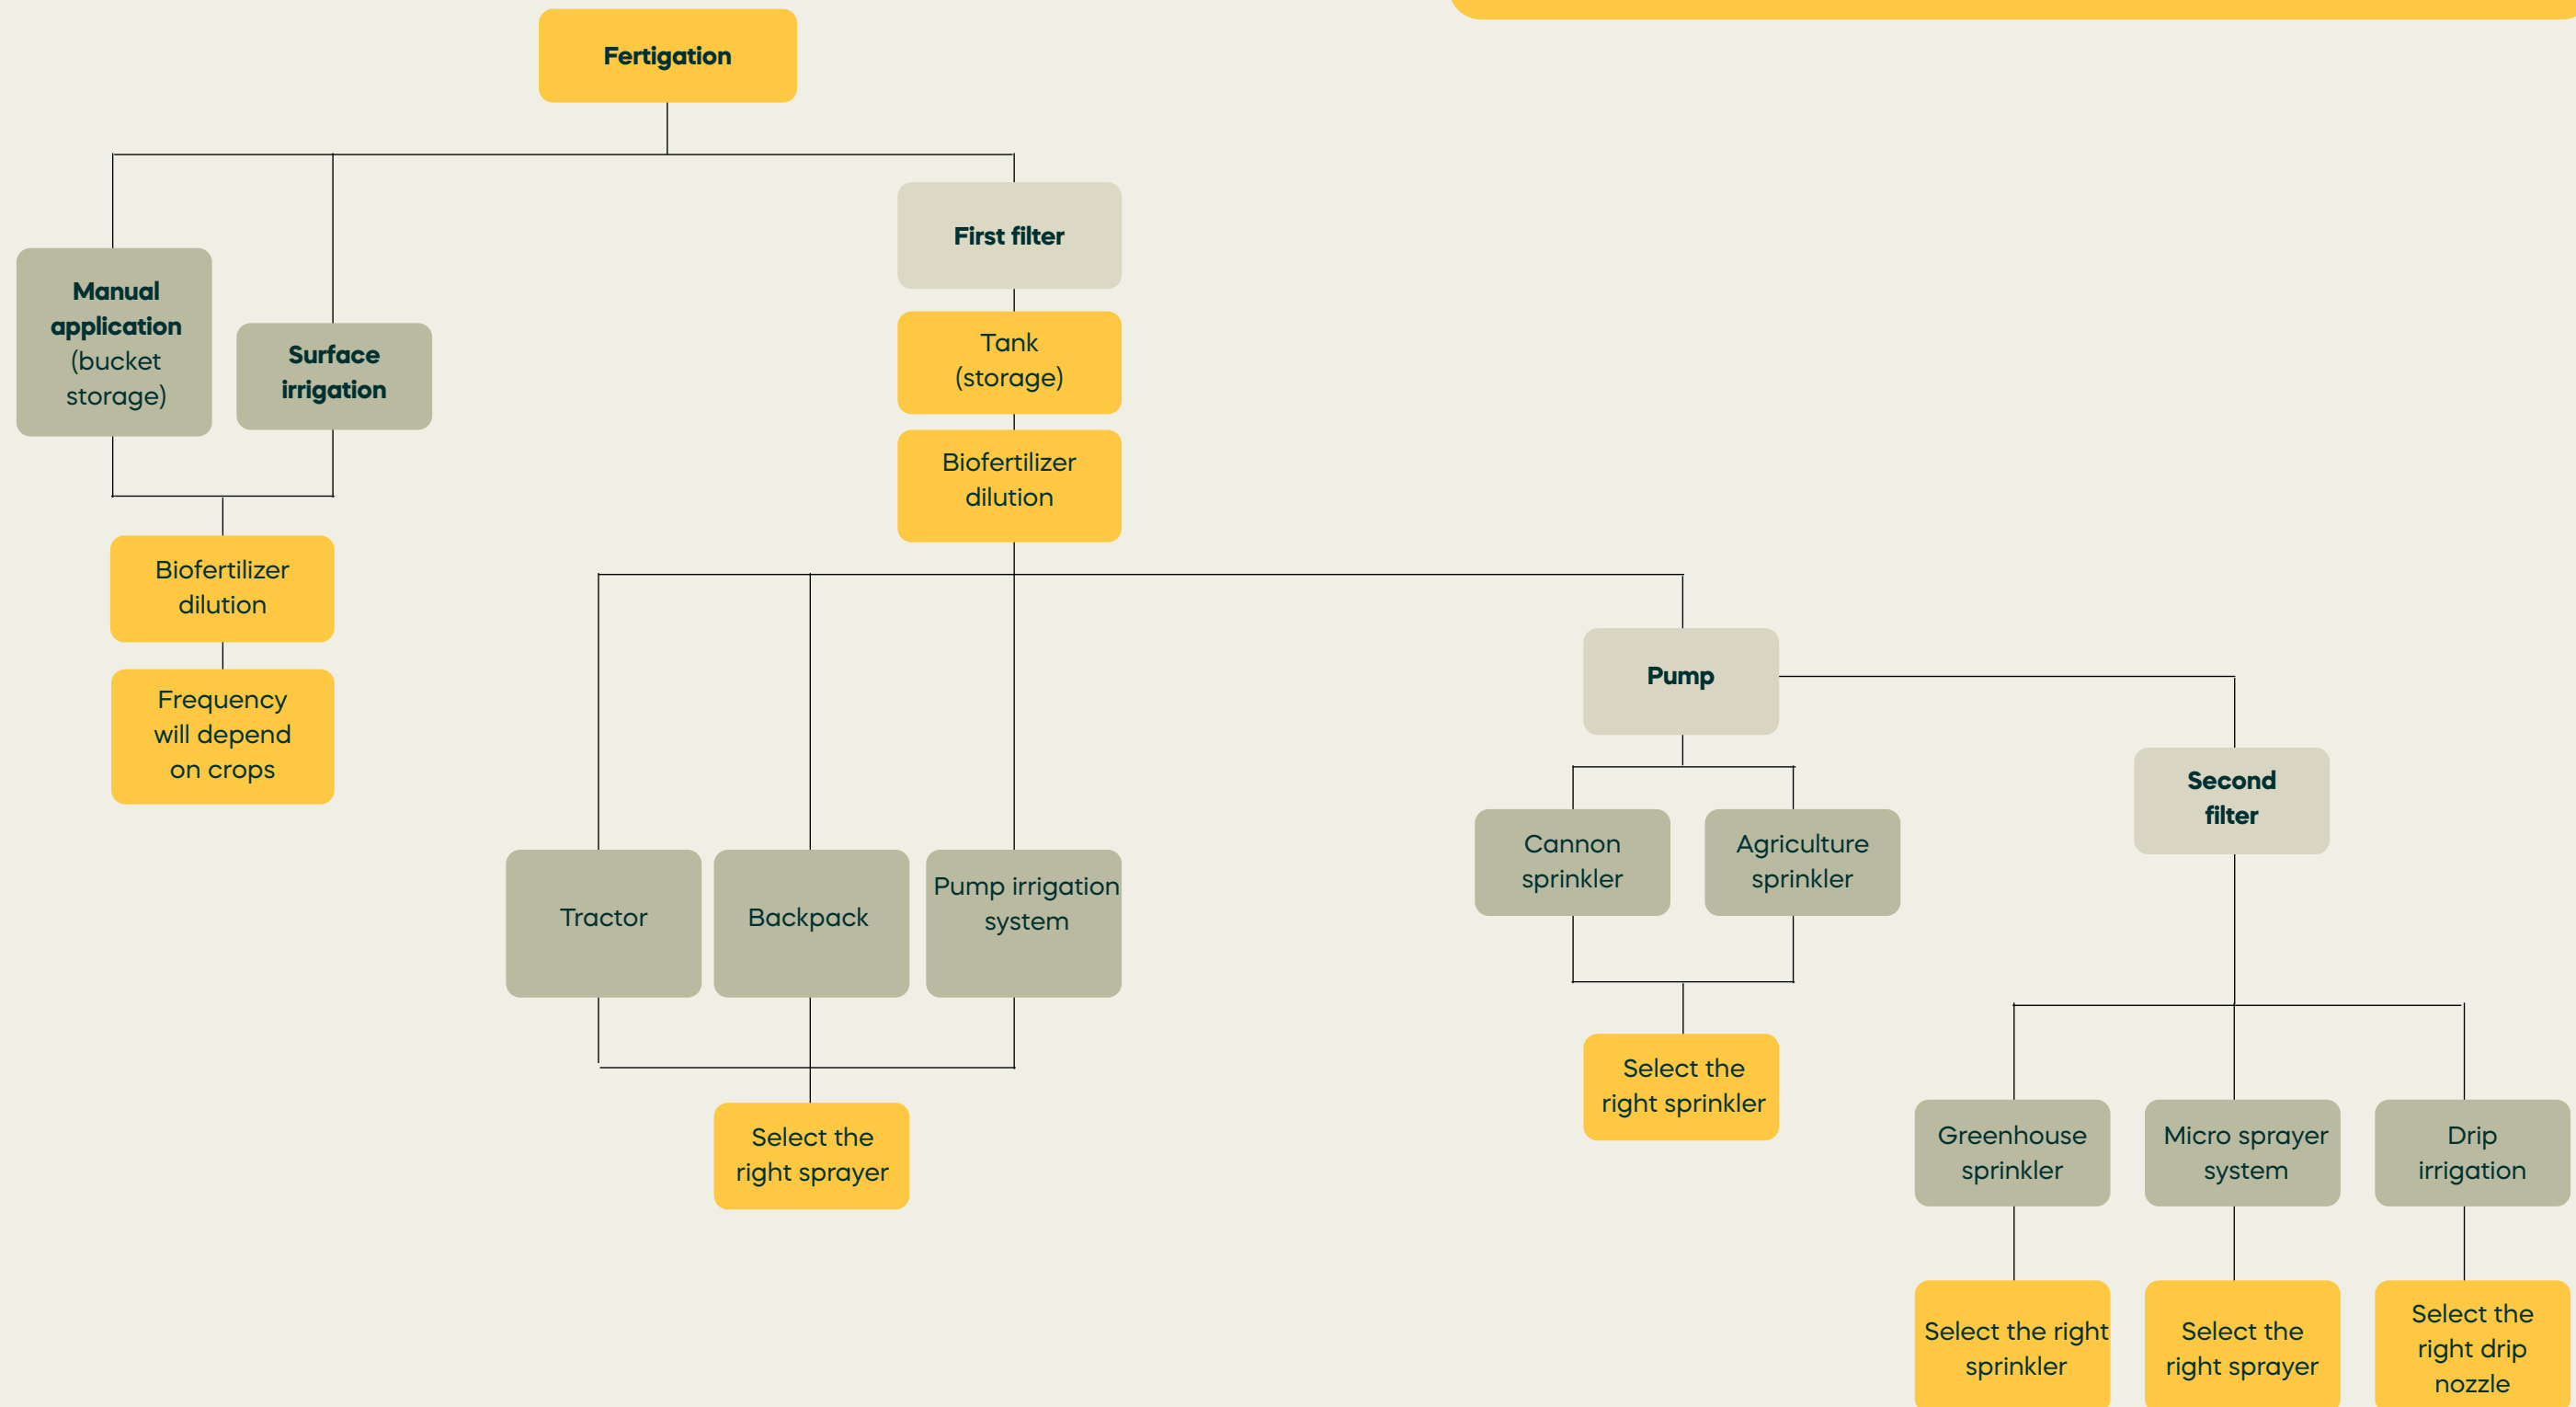 Fertigation
First filter
Manual
application
(bucket
storage)
Surface
irrigation
Tank
(storage)
Biofertilizer
dilution
Biofertilizer
dilution
Frequency
will depend
on crops
Pump
Second
filter
Tractor
Backpack
Pump irrigation
system
Cannon
sprinkler
Agriculture
sprinkler
Select the
right sprayer
Select the
right sprinkler
Greenhouse
sprinkler
Micro sprayer
system
Drip
irrigation
Select the right
sprinkler
Select the
right sprayer
Select the
right drip
nozzle